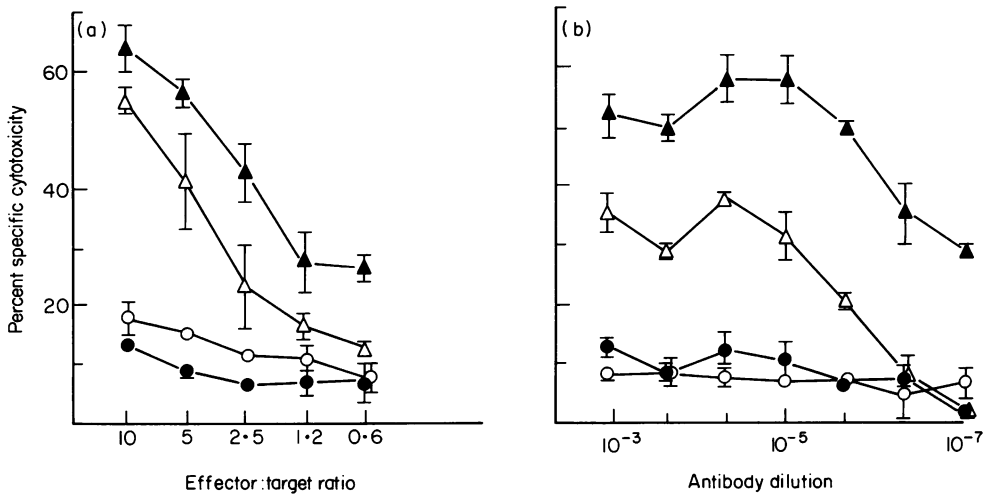 (a)
(b)
Percent specific cytotoxicity
60
40
20
10 5 2·5 1·2 0·6
Effector:target ratio
10⁻³ 10⁻⁵ 10⁻⁷
Antibody dilution